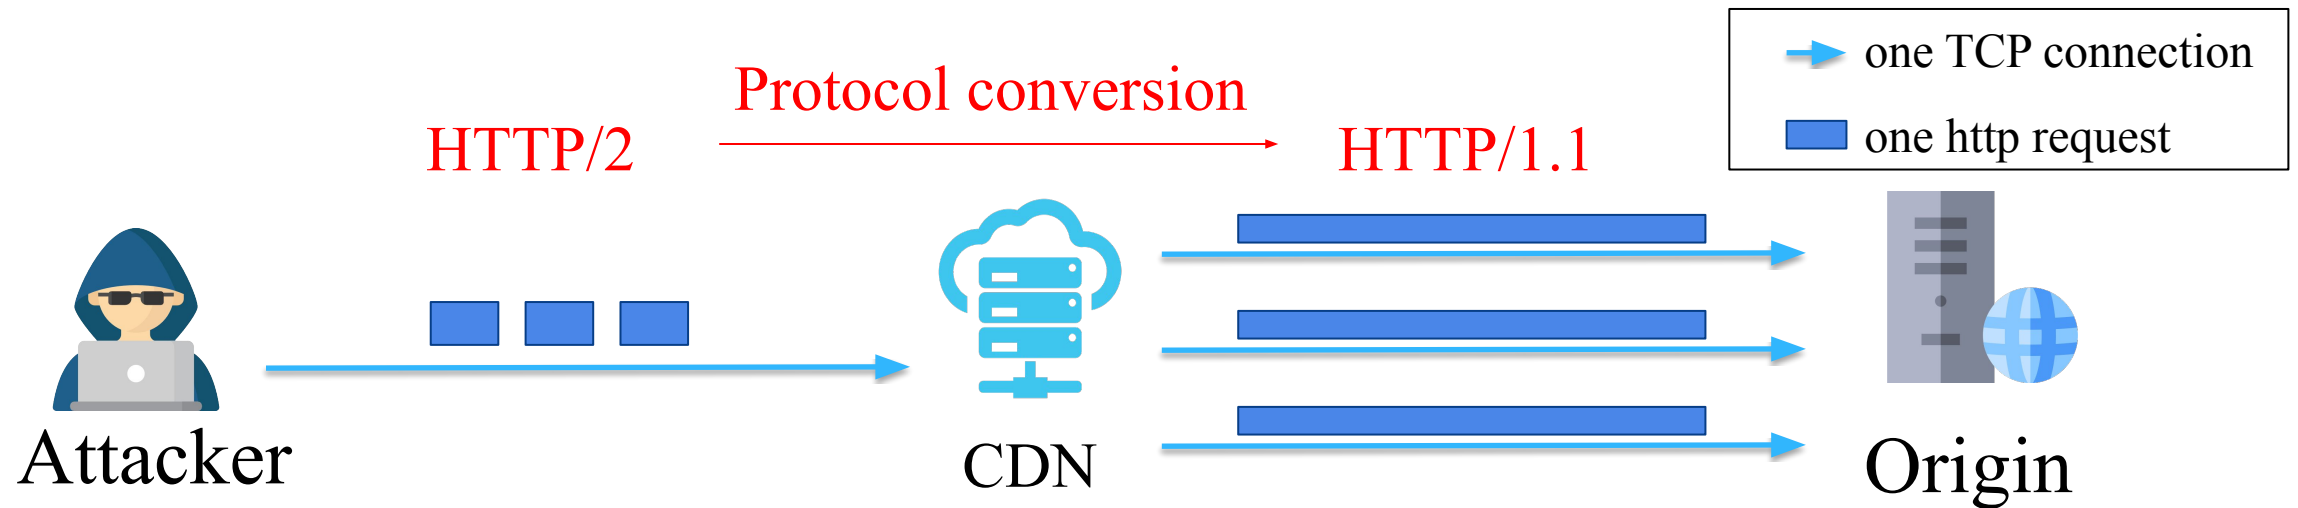 one TCP connection
one http request
Protocol conversion
HTTP/2
HTTP/1.1
Attacker
CDN
Origin